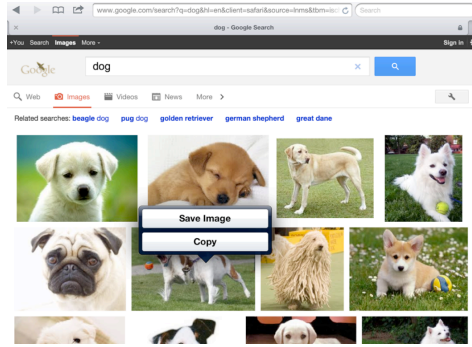 www.google.com/search?q=dog&hl=en&client=safari&source=lnms&tbm=isc
Search
dog - Google Search
+You Search Images More
Sign in
Google
dog
Web Images Videos News More
Related searches: beagle dog pug dog golden retriever german shepherd great dane
Save Image
Copy